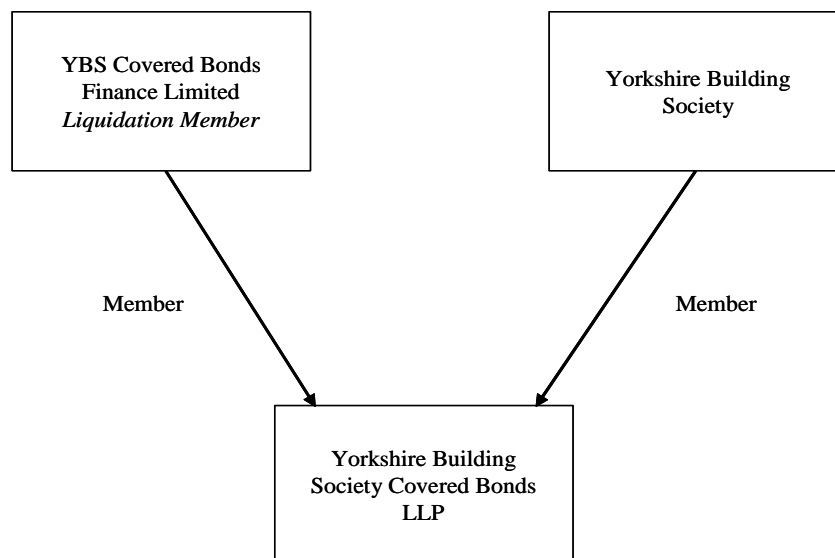 YBS Covered Bonds
Finance Limited
Liquidation Member
Yorkshire Building
Society
Member
Member
Yorkshire Building
Society Covered Bonds
LLP